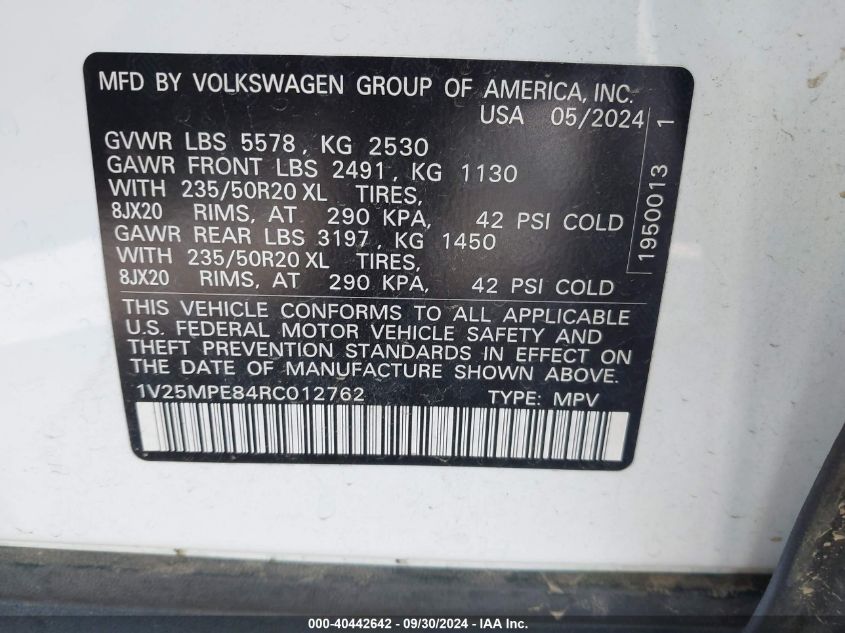 MFD BY VOLKSWAGEN GROUP OF AMERICA, INC.
USA 05/2024
GVWR LBS 5578, KG 2530
GAWR FRONT LBS 2491, KG 1130
WITH 235/50R20 XL TIRES,
8JX20 RIMS, AT 290 KPA, 42 PSI COLD
GAWR REAR LBS 3197, KG 1450
WITH 235/50R20 XL TIRES,
8JX20 RIMS, AT 290 KPA, 42 PSI COLD
1950013 1
THIS VEHICLE CONFORMS TO ALL APPLICABLE
U.S. FEDERAL MOTOR VEHICLE SAFETY AND
THEFT PREVENTION STANDARDS IN EFFECT ON
THE DATE OF MANUFACTURE SHOWN ABOVE.
1V25MPE84RC012762 TYPE: MPV
000-40442642 - 09/30/2024 - IAA Inc.